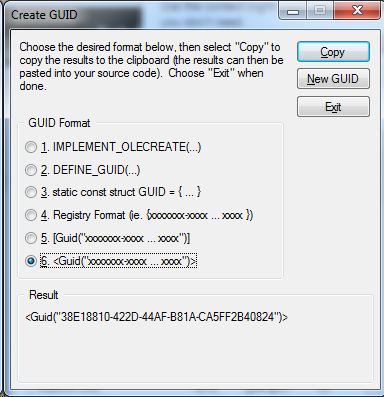 Create GUID
Choose the desired format below, then select "Copy" to
copy the results to the clipboard (the results can then be
pasted into your source code). Choose "Exit" when
done.
Copy
New GUID
Exit
GUID Format
1. IMPLEMENT_OLECREATE(...)
2. DEFINE_GUID(...)
3. static const struct GUID = { ... }
4. Registry Format (ie. {xxxxxxx-xxxx ... xxxx })
5. [Guid("xxxxxxx-xxxx ... xxxx")]
6. <Guid("xxxxxxx-xxxx ... xxxx")>
Result
<Guid("38E18810-422D-44AF-B81A-CA5FF2B40824")>